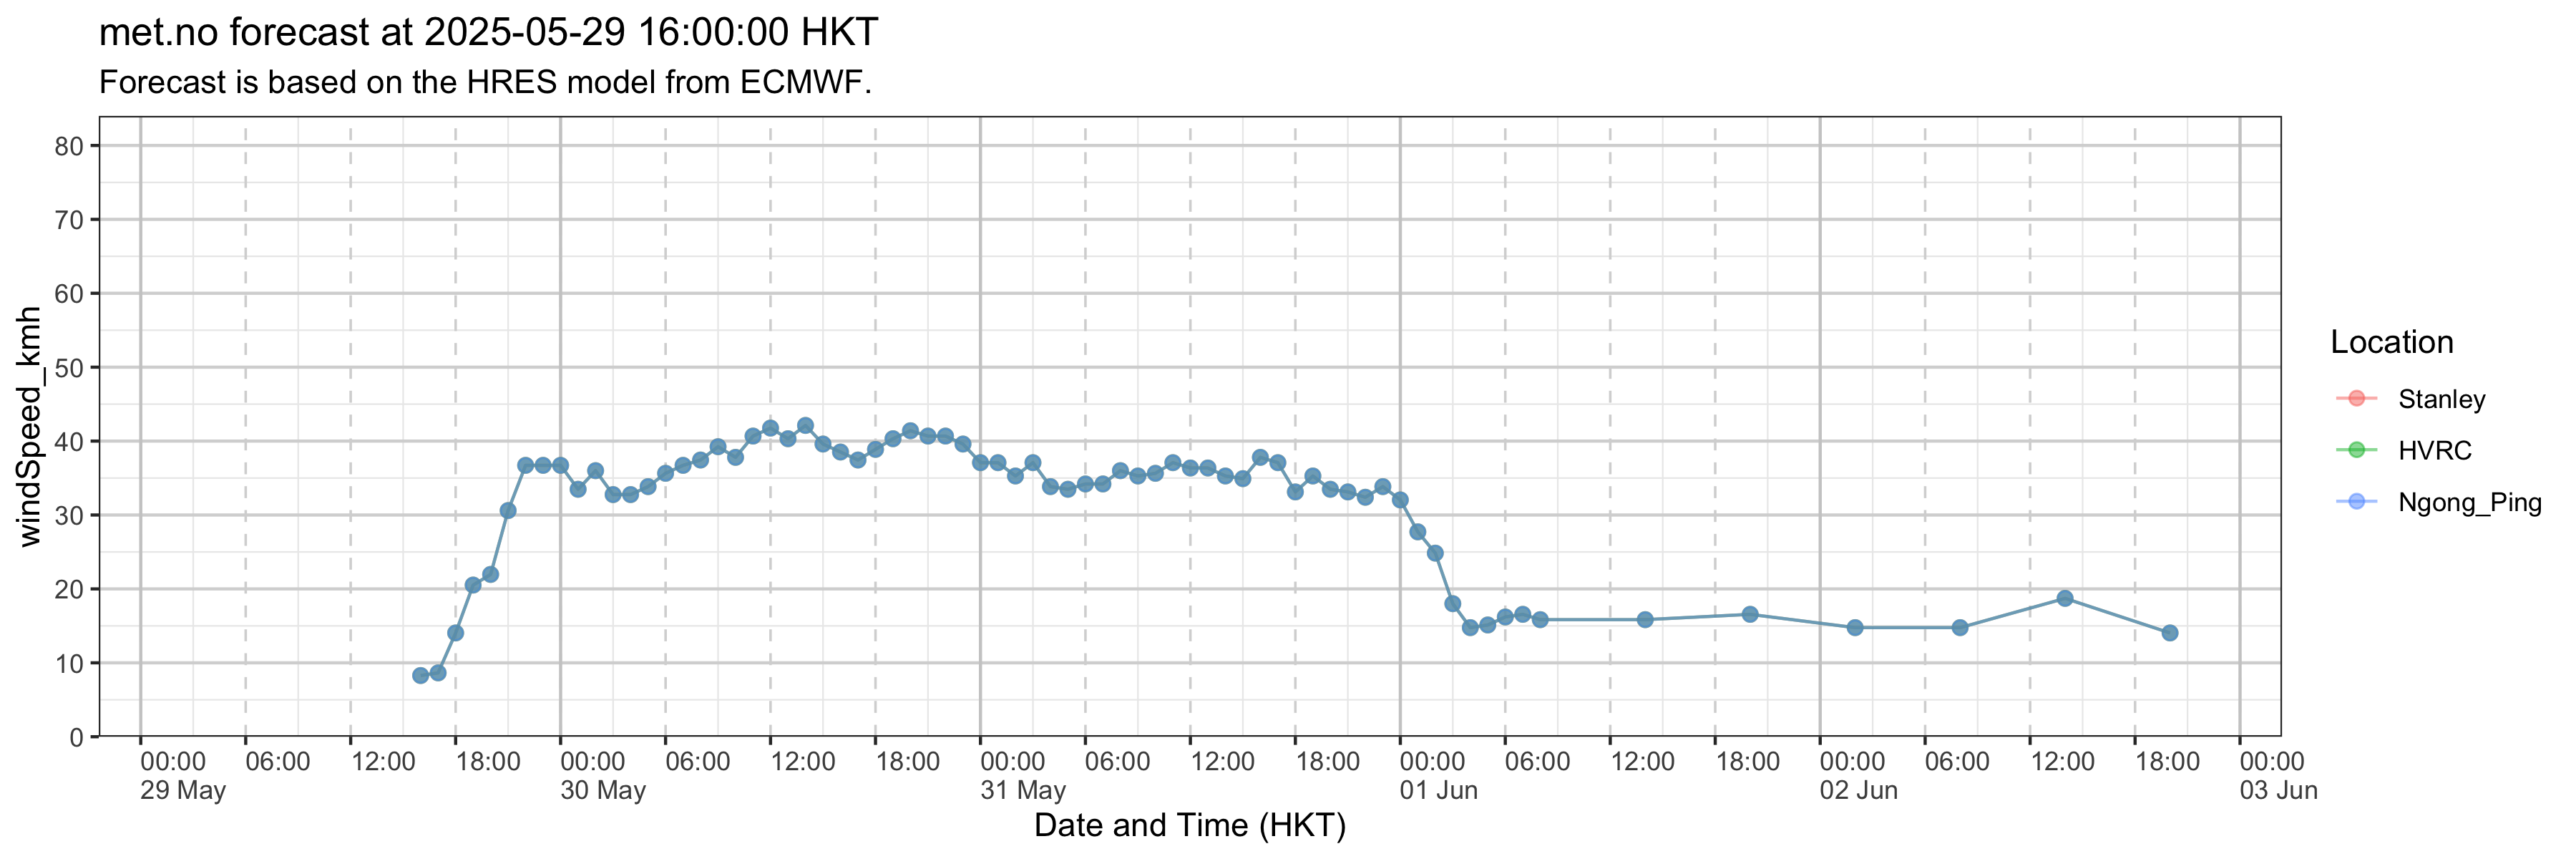 met.no forecast at 2025-05-29 16:00:00 HKT
Forecast is based on the HRES model from ECMWF.
80
70
60
50
40
30
20
10
0
windSpeed_kmh
00:00 06:00 12:00 18:00 00:00 06:00 12:00 18:00 00:00 06:00 12:00 18:00 00:00 06:00 12:00 18:00 00:00 06:00 12:00 18:00 00:00
29 May 30 May 31 May 01 Jun 02 Jun 03 Jun
Date and Time (HKT)
Location
Stanley
HVRC
Ngong_Ping